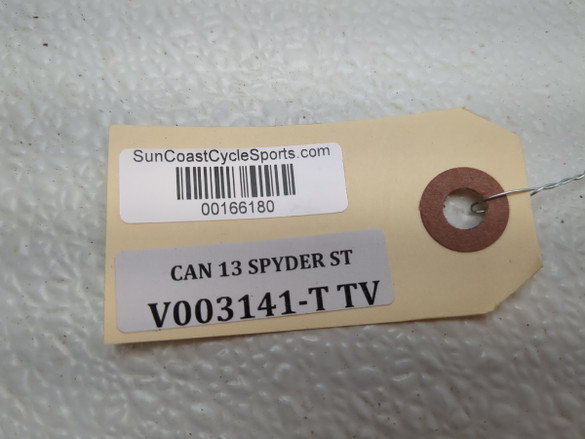 SunCoastCycleSports.com
00166180
CAN 13 SPYDER ST
V003141-T TV